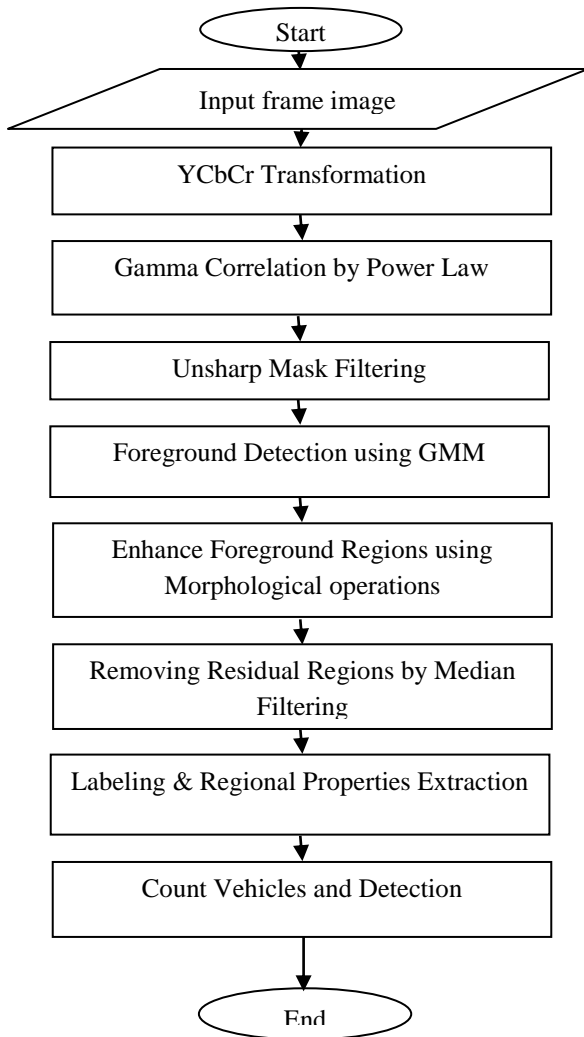 Start
Input frame image
YCbCr Transformation
Gamma Correlation by Power Law
Unsharp Mask Filtering
Foreground Detection using GMM
Enhance Foreground Regions using
Morphological operations
Removing Residual Regions by Median
Filtering
Labeling & Regional Properties Extraction
Count Vehicles and Detection
End